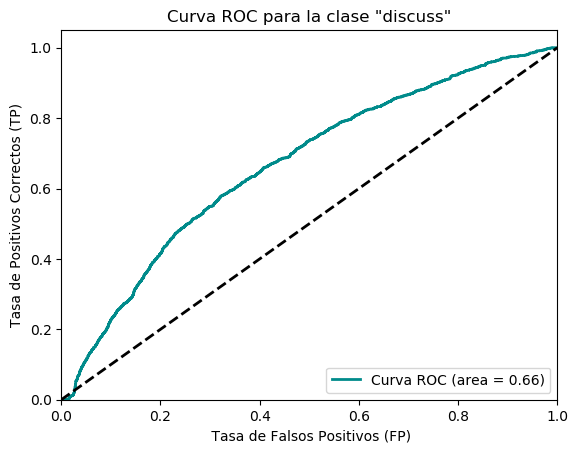 Curva ROC para la clase "discuss"
Tasa de Positivos Correctos (TP)
1.0
0.8
0.6
0.4
0.2
0.0
0.0 0.2 0.4 0.6 0.8 1.0
Curva ROC (area = 0.66)
Tasa de Falsos Positivos (FP)